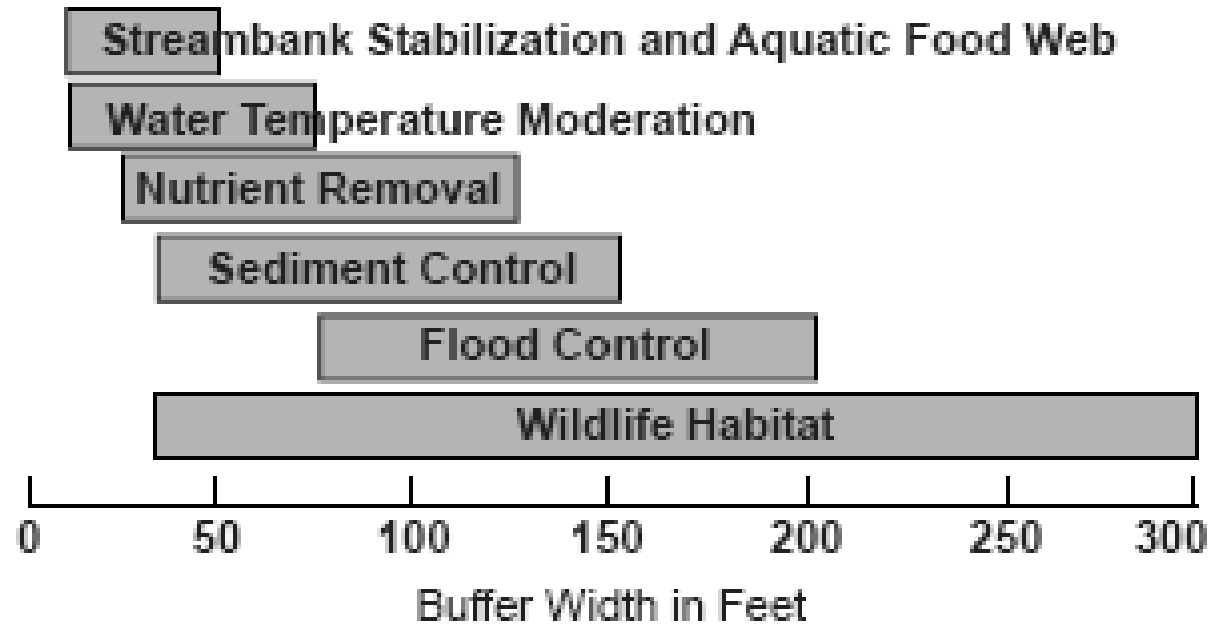 Streambank Stabilization and Aquatic Food Web
Water Temperature Moderation
Nutrient Removal
Sediment Control
Flood Control
Wildlife Habitat
0 50 100 150 200 250 300
Buffer Width in Feet